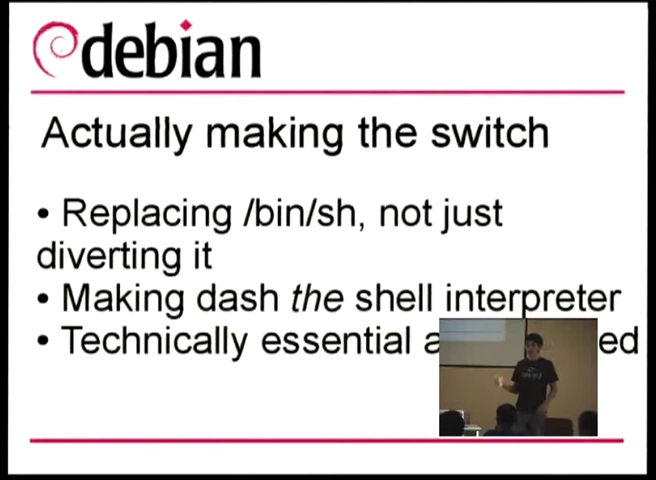 debian
Actually making the switch
• Replacing /bin/sh, not just
diverting it
• Making dash the shell interpreter
• Technically essential